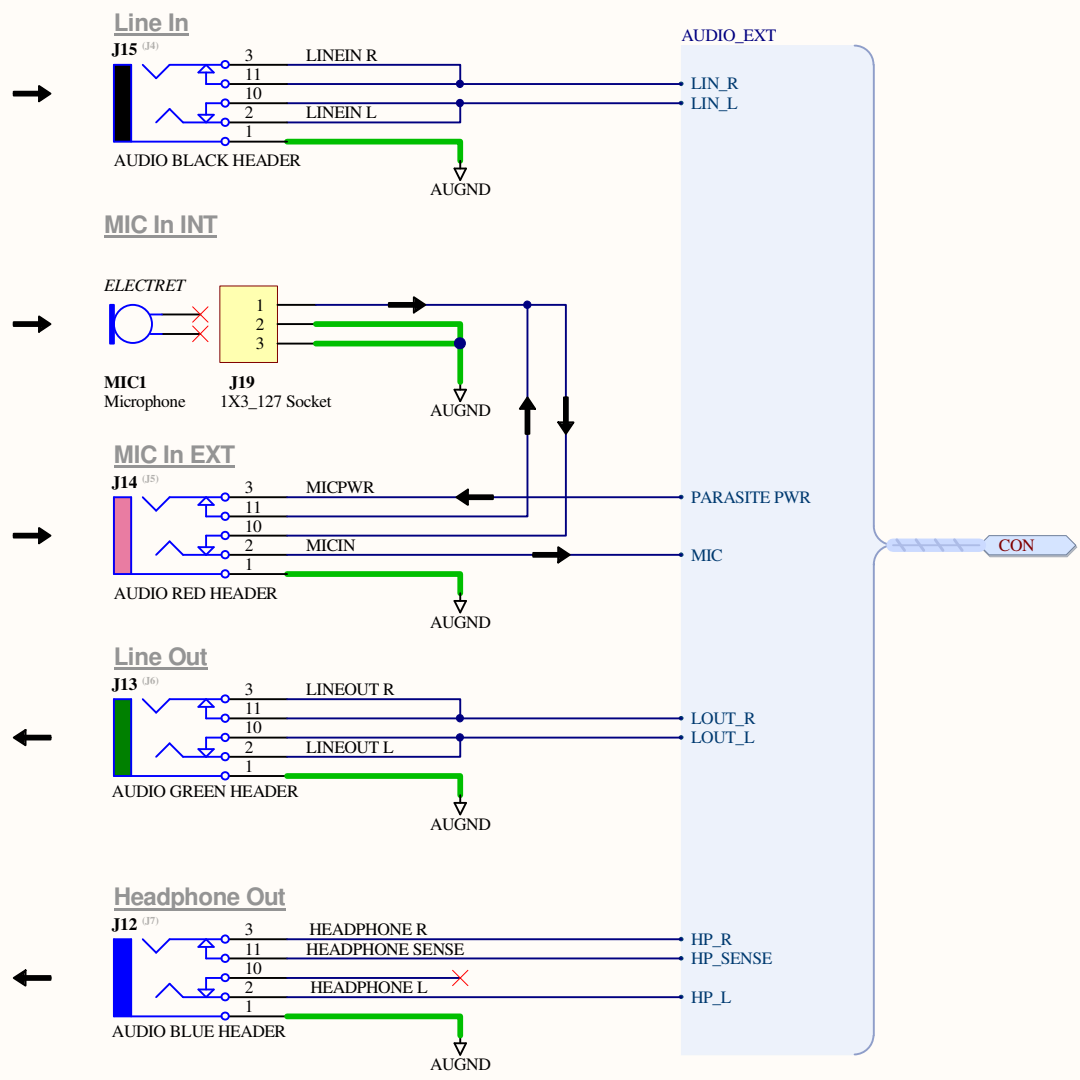 Line In
AUDIO_EXT
J15 (J4)
3 LINEIN R
11
LIN_R
10
LIN_L
2 LINEIN L
1
AUDIO BLACK HEADER
AUGND
MIC In INT
ELECTRET
1
2
3
MIC1 J19
Microphone 1X3_127 Socket
AUGND
MIC In EXT
J14 (J5)
3 MICPWR PARASITE PWR
11
10
2 MICIN MIC
CON
1
AUDIO RED HEADER
AUGND
Line Out
J13 (J6)
3 LINEOUT R
11 LOUT_R
10 LOUT_L
2 LINEOUT L
1
AUDIO GREEN HEADER
AUGND
Headphone Out
J12 (J7)
3 HEADPHONE R HP_R
11 HEADPHONE SENSE HP_SENSE
10
2 HEADPHONE L HP_L
1
AUDIO BLUE HEADER
AUGND